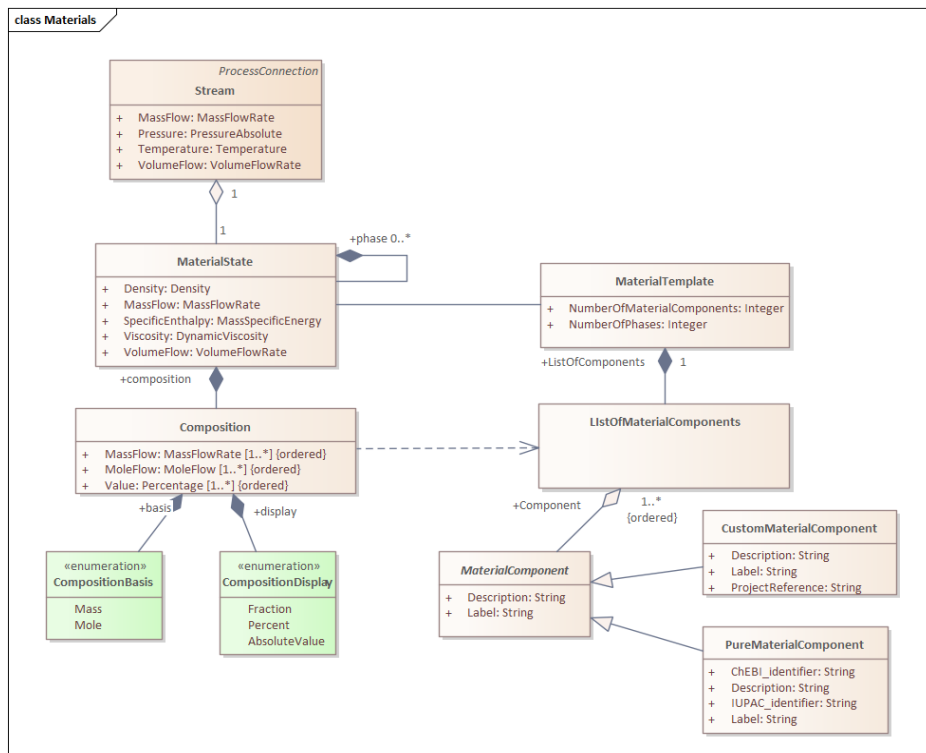 class Materials
ProcessConnection
Stream
+ MassFlow: MassFlowRate
+ Pressure: PressureAbsolute
+ Temperature: Temperature
+ VolumeFlow: VolumeFlowRate
1
1
+phase 0..*
MaterialState
+ Density: Density
+ MassFlow: MassFlowRate
+ SpecificEnthalpy: MassSpecificEnergy
+ Viscosity: DynamicViscosity
+ VolumeFlow: VolumeFlowRate
MaterialTemplate
+ NumberOfMaterialComponents: Integer
+ NumberOfPhases: Integer
+ListOfComponents 1
+composition
Composition
+ MassFlow: MassFlowRate [1..*] {ordered}
+ MoleFlow: MoleFlow [1..*] {ordered}
+ Value: Percentage [1..*] {ordered}
LIstOfMaterialComponents
+basis
+display
+Component 1..*
{ordered}
«enumeration»
CompositionBasis
Mass
Mole
«enumeration»
CompositionDisplay
Fraction
Percent
AbsoluteValue
MaterialComponent
+ Description: String
+ Label: String
CustomMaterialComponent
+ Description: String
+ Label: String
+ ProjectReference: String
PureMaterialComponent
+ ChEBI_identifier: String
+ Description: String
+ IUPAC_identifier: String
+ Label: String